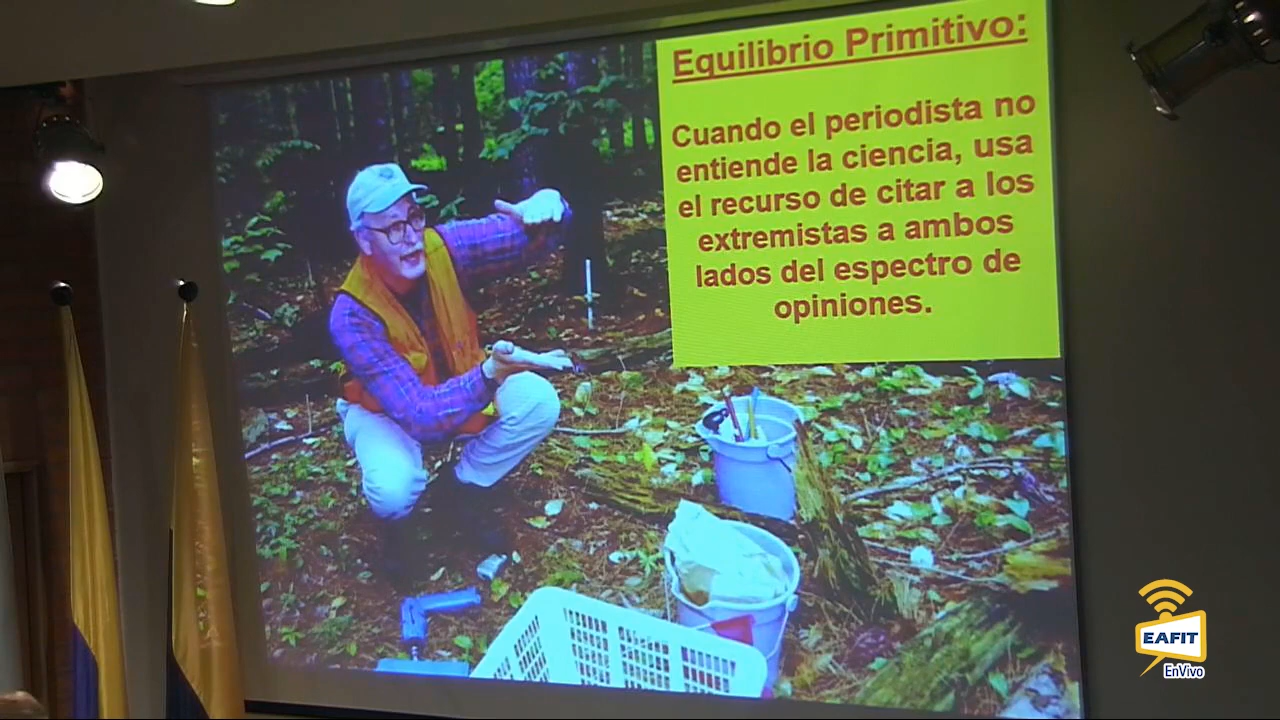 Equilibrio Primitivo:
Cuando el periodista no
entiende la ciencia, usa
el recurso de citar a los
extremistas a ambos
lados del espectro de
opiniones.
EAFIT
EnVivo